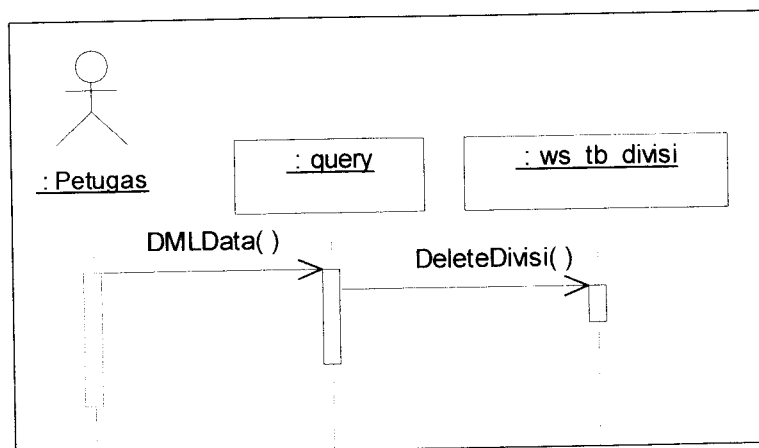 : Petugas
: query
: ws_tb_divisi
DMLData( )
DeleteDivisi( )